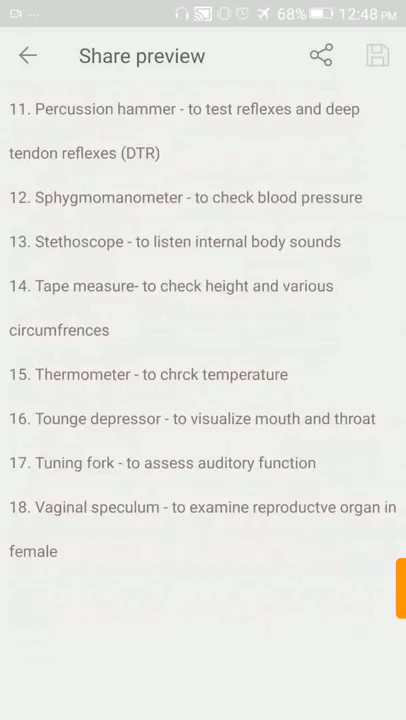 68% 12:48 PM
Share preview
11. Percussion hammer - to test reflexes and deep
tendon reflexes (DTR)
12. Sphygmomanometer - to check blood pressure
13. Stethoscope - to listen internal body sounds
14. Tape measure- to check height and various
circumfrences
15. Thermometer - to chrck temperature
16. Tounge depressor - to visualize mouth and throat
17. Tuning fork - to assess auditory function
18. Vaginal speculum - to examine reproductve organ in
female